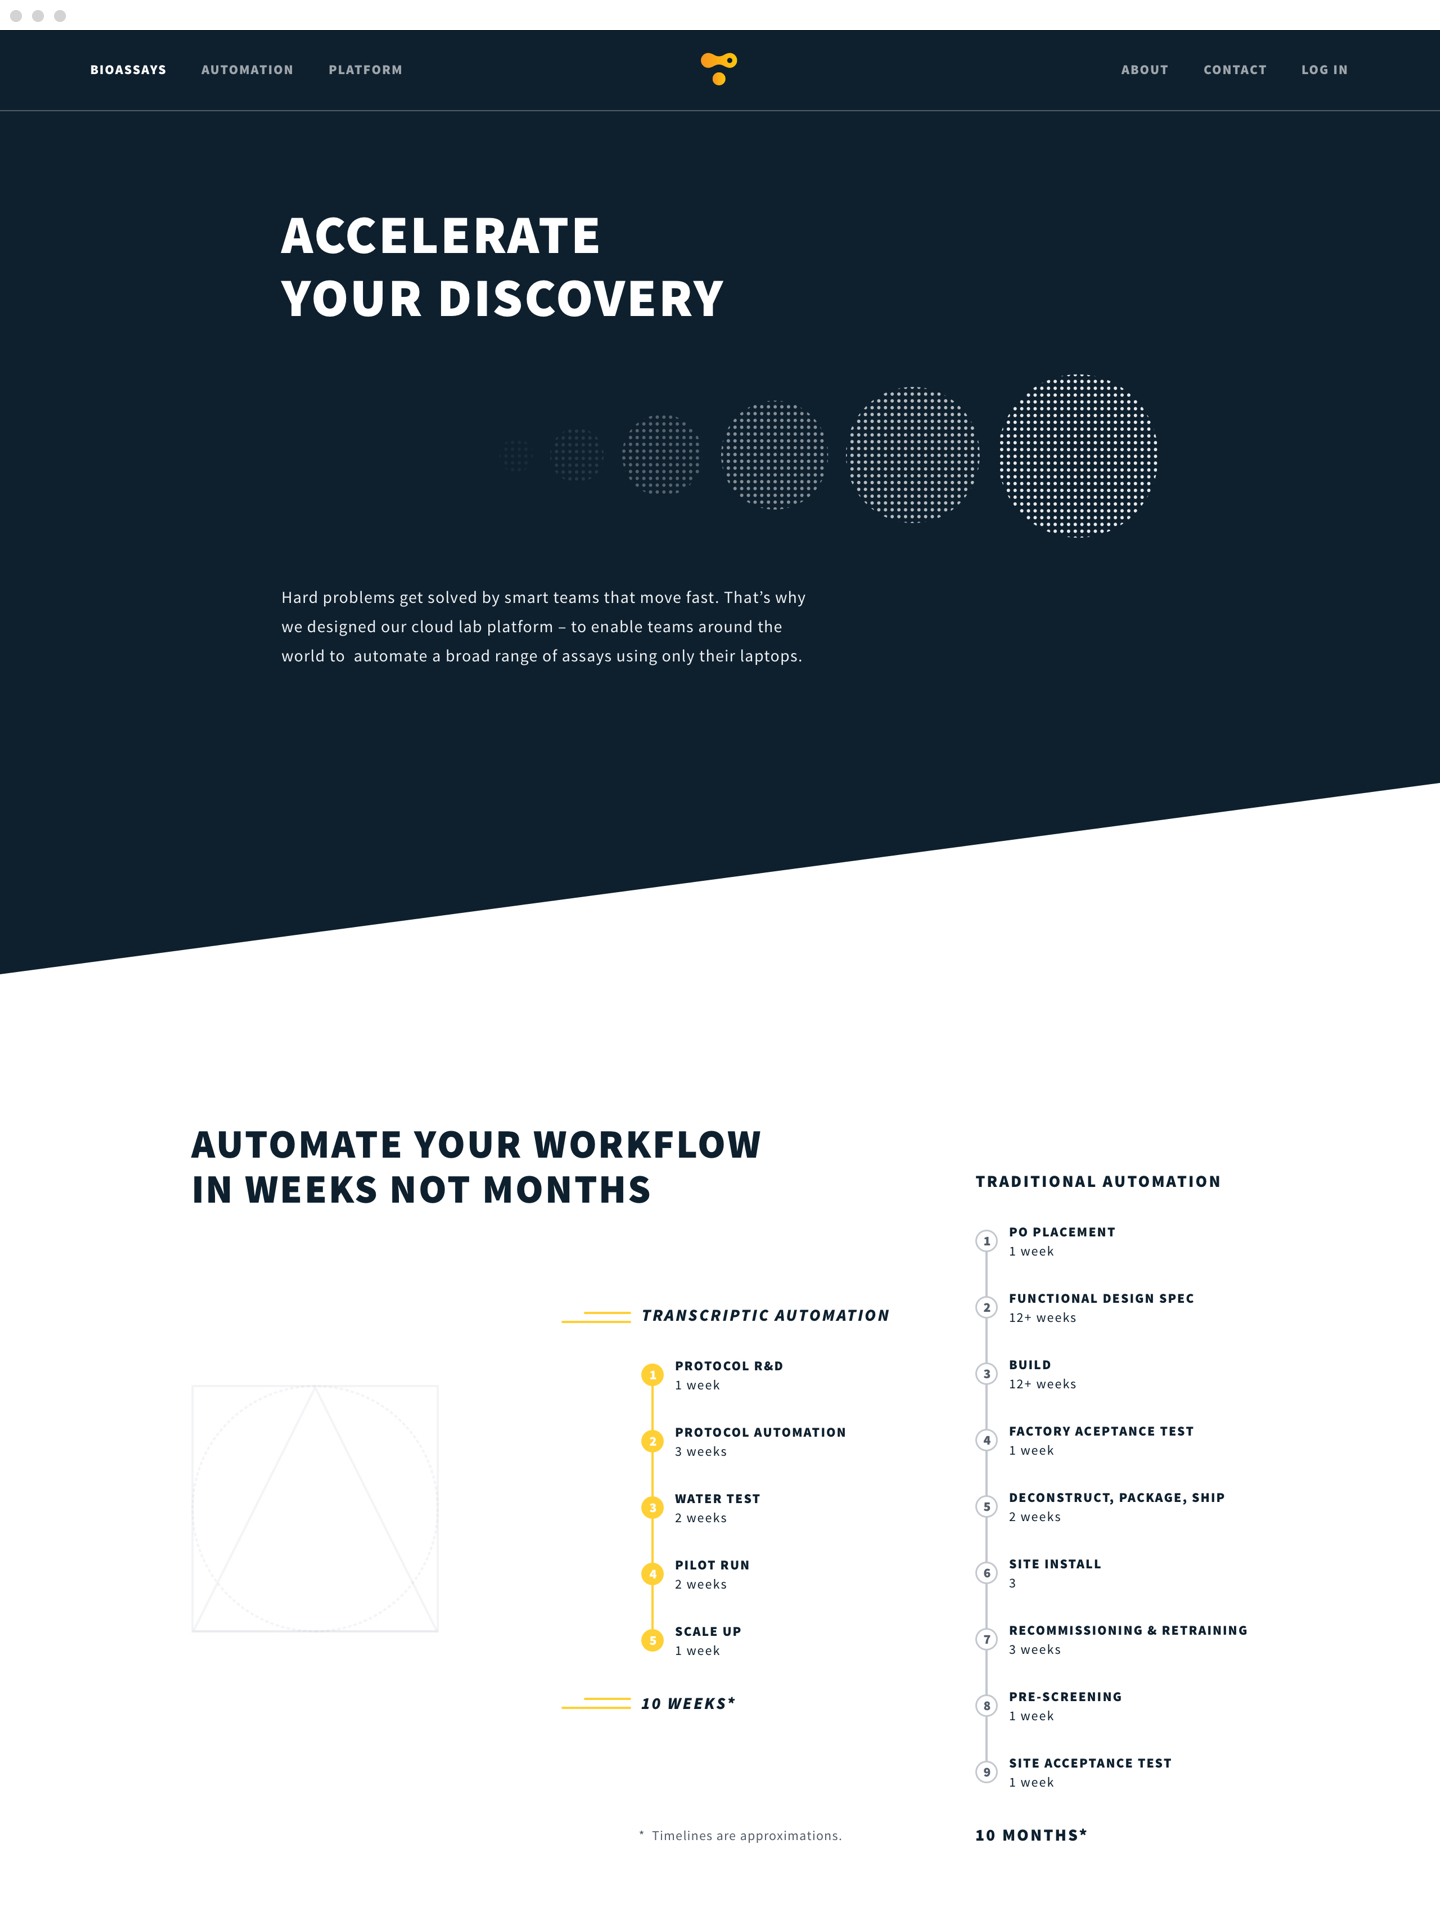 BIOASSAYS AUTOMATION PLATFORM ABOUT CONTACT LOG IN
ACCELERATE
YOUR DISCOVERY
Hard problems get solved by smart teams that move fast. That’s why
we designed our cloud lab platform – to enable teams around the
world to  automate a broad range of assays using only their laptops.
AUTOMATE YOUR WORKFLOW
IN WEEKS NOT MONTHS
TRANSCRIPTIC AUTOMATION
1 PROTOCOL R&D
1 week
2 PROTOCOL AUTOMATION
3 weeks
3 WATER TEST
2 weeks
4 PILOT RUN
2 weeks
5 SCALE UP
1 week
10 WEEKS*
* Timelines are approximations.
TRADITIONAL AUTOMATION
1 PO PLACEMENT
1 week
2 FUNCTIONAL DESIGN SPEC
12+ weeks
3 BUILD
12+ weeks
4 FACTORY ACEPTANCE TEST
1 week
5 DECONSTRUCT, PACKAGE, SHIP
2 weeks
6 SITE INSTALL
3
7 RECOMMISSIONING & RETRAINING
3 weeks
8 PRE-SCREENING
1 week
9 SITE ACCEPTANCE TEST
1 week
10 MONTHS*